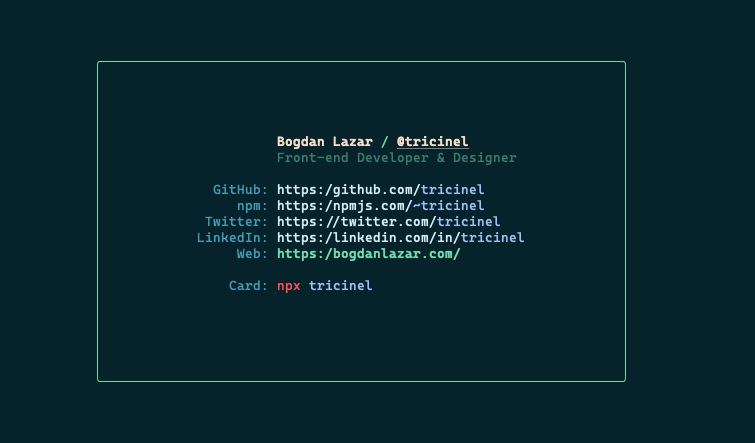 Bogdan Lazar / @tricinel
Front-end Developer & Designer
GitHub: https:/github.com/tricinel
npm: https:/npmjs.com/~tricinel
Twitter: https://twitter.com/tricinel
LinkedIn: https:/linkedin.com/in/tricinel
Web: https:/bogdanlazar.com/
Card: npx tricinel